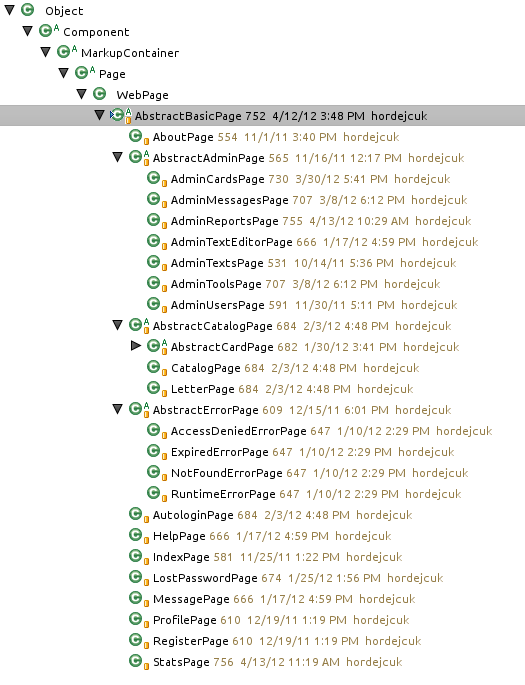 Object
Component
MarkupContainer
Page
WebPage
AbstractBasicPage 752 4/12/12 3:48 PM hordejcuk
AboutPage 554 11/1/11 3:40 PM hordejcuk
AbstractAdminPage 565 11/16/11 12:17 PM hordejcuk
AdminCardsPage 730 3/30/12 5:41 PM hordejcuk
AdminMessagesPage 707 3/8/12 6:12 PM hordejcuk
AdminReportsPage 755 4/13/12 10:29 AM hordejcuk
AdminTextEditorPage 666 1/17/12 4:59 PM hordejcuk
AdminTextsPage 531 10/14/11 5:36 PM hordejcuk
AdminToolsPage 707 3/8/12 6:12 PM hordejcuk
AdminUsersPage 591 11/30/11 5:11 PM hordejcuk
AbstractCatalogPage 684 2/3/12 4:48 PM hordejcuk
AbstractCardPage 682 1/30/12 3:41 PM hordejcuk
CatalogPage 684 2/3/12 4:48 PM hordejcuk
LetterPage 684 2/3/12 4:48 PM hordejcuk
AbstractErrorPage 609 12/15/11 6:01 PM hordejcuk
AccessDeniedErrorPage 647 1/10/12 2:29 PM hordejcuk
ExpiredErrorPage 647 1/10/12 2:29 PM hordejcuk
NotFoundErrorPage 647 1/10/12 2:29 PM hordejcuk
RuntimeErrorPage 647 1/10/12 2:29 PM hordejcuk
AutologinPage 684 2/3/12 4:48 PM hordejcuk
HelpPage 666 1/17/12 4:59 PM hordejcuk
IndexPage 581 11/25/11 1:22 PM hordejcuk
LostPasswordPage 674 1/25/12 1:56 PM hordejcuk
MessagePage 666 1/17/12 4:59 PM hordejcuk
ProfilePage 610 12/19/11 1:19 PM hordejcuk
RegisterPage 610 12/19/11 1:19 PM hordejcuk
StatsPage 756 4/13/12 11:19 AM hordejcuk